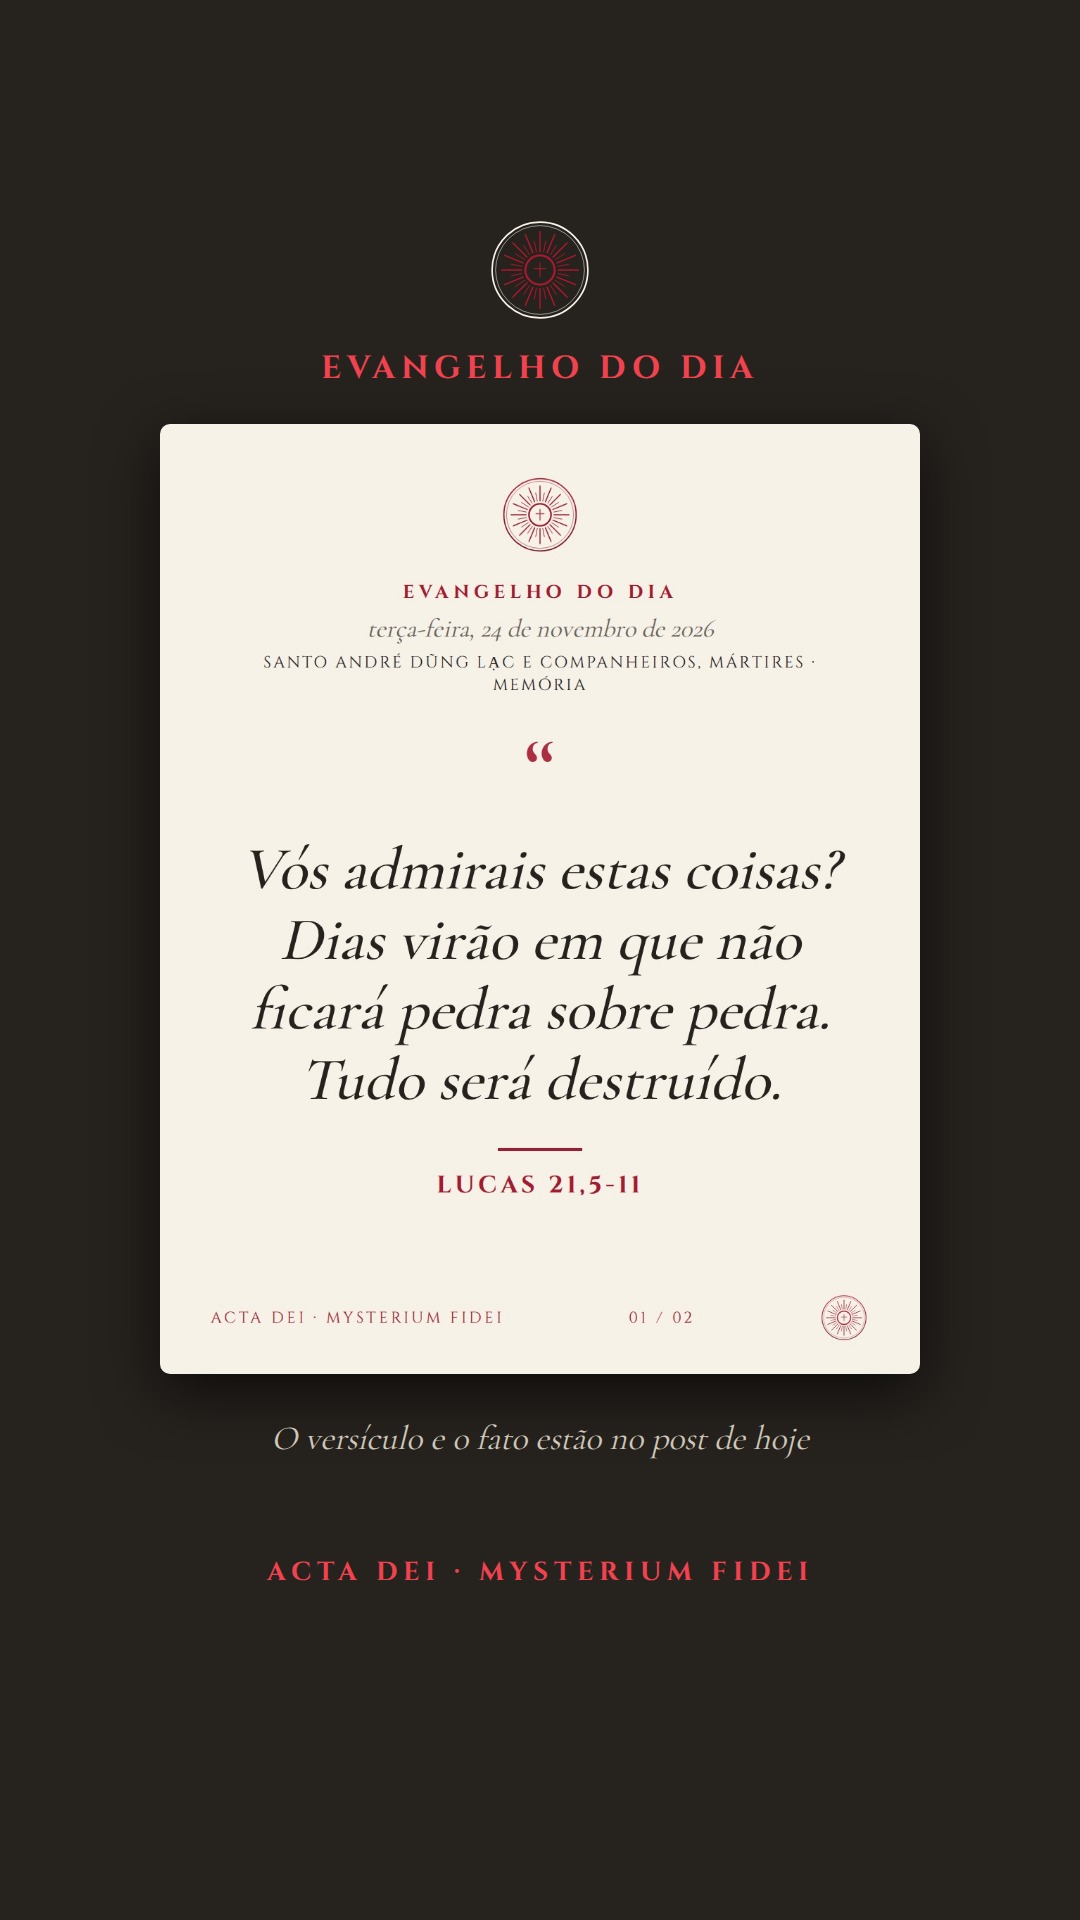 EVANGELHO DO DIA
EVANGELHO DO DIA
terça-feira, 24 de novembro de 2026
SANTO ANDRÉ DŨNG LẠC E COMPANHEIROS, MÁRTIRES ·
MEMÓRIA
“
Vós admirais estas coisas?
Dias virão em que não
ficará pedra sobre pedra.
Tudo será destruído.
LUCAS 21,5-11
ACTA DEI · MYSTERIUM FIDEI 01 / 02
O versículo e o fato estão no post de hoje
ACTA DEI · MYSTERIUM FIDEI